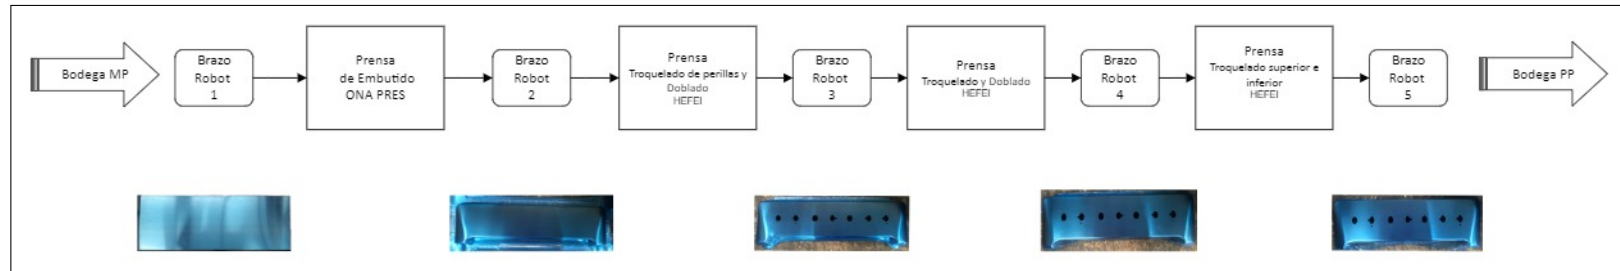 Bodega MP
Brazo
Robot
1
Prensa
de Embutido
ONA PRES
Brazo
Robot
2
Prensa
Troquelado de perillas y
Doblado
HEFEI
Brazo
Robot
3
Prensa
Troquelado y Doblado
HEFEI
Brazo
Robot
4
Prensa
Troquelado superior e
inferior
HEFEI
Brazo
Robot
5
Bodega PP